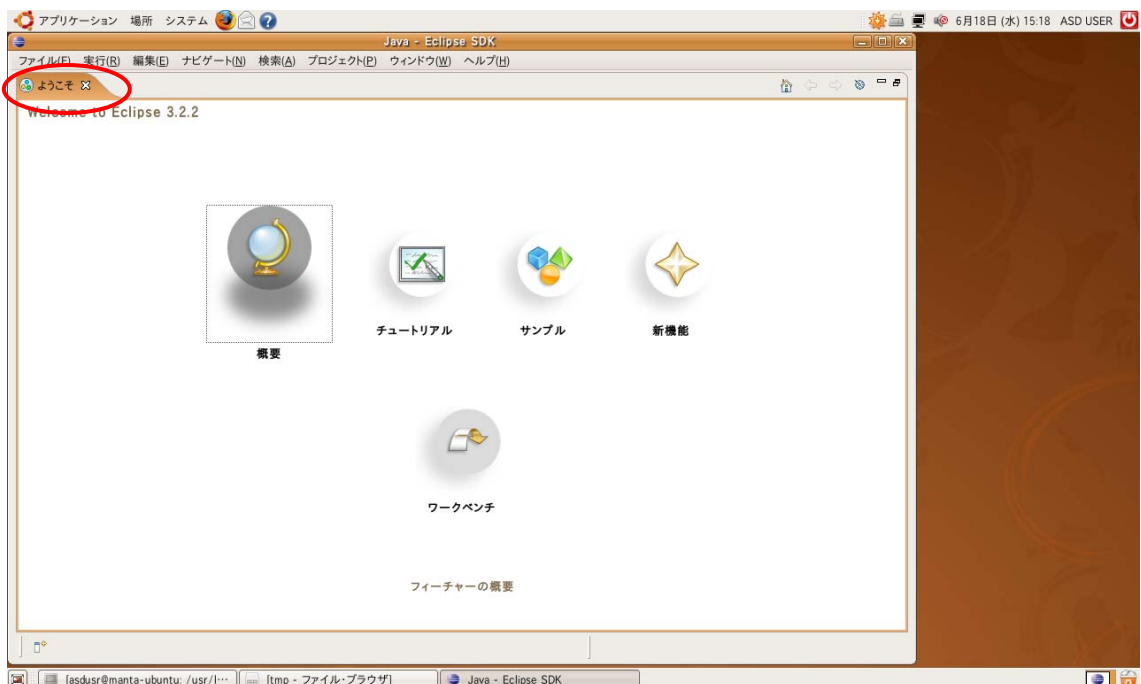 アプリケーション 場所 システム 6月18日 (水) 15:18 ASD USER
Java - Eclipse SDK
ファイル(F) 実行(R) 編集(E) ナビゲート(N) 検索(A) プロジェクト(P) ウィンドウ(W) ヘルプ(H)
ようこそ
Welcome to Eclipse 3.2.2
チュートリアル サンプル 新機能
概要
ワークベンチ
フィーチャーの概要
[asdusr@manta-ubuntu: /usr/l… [tmp - ファイル・ブラウザ] Java - Eclipse SDK